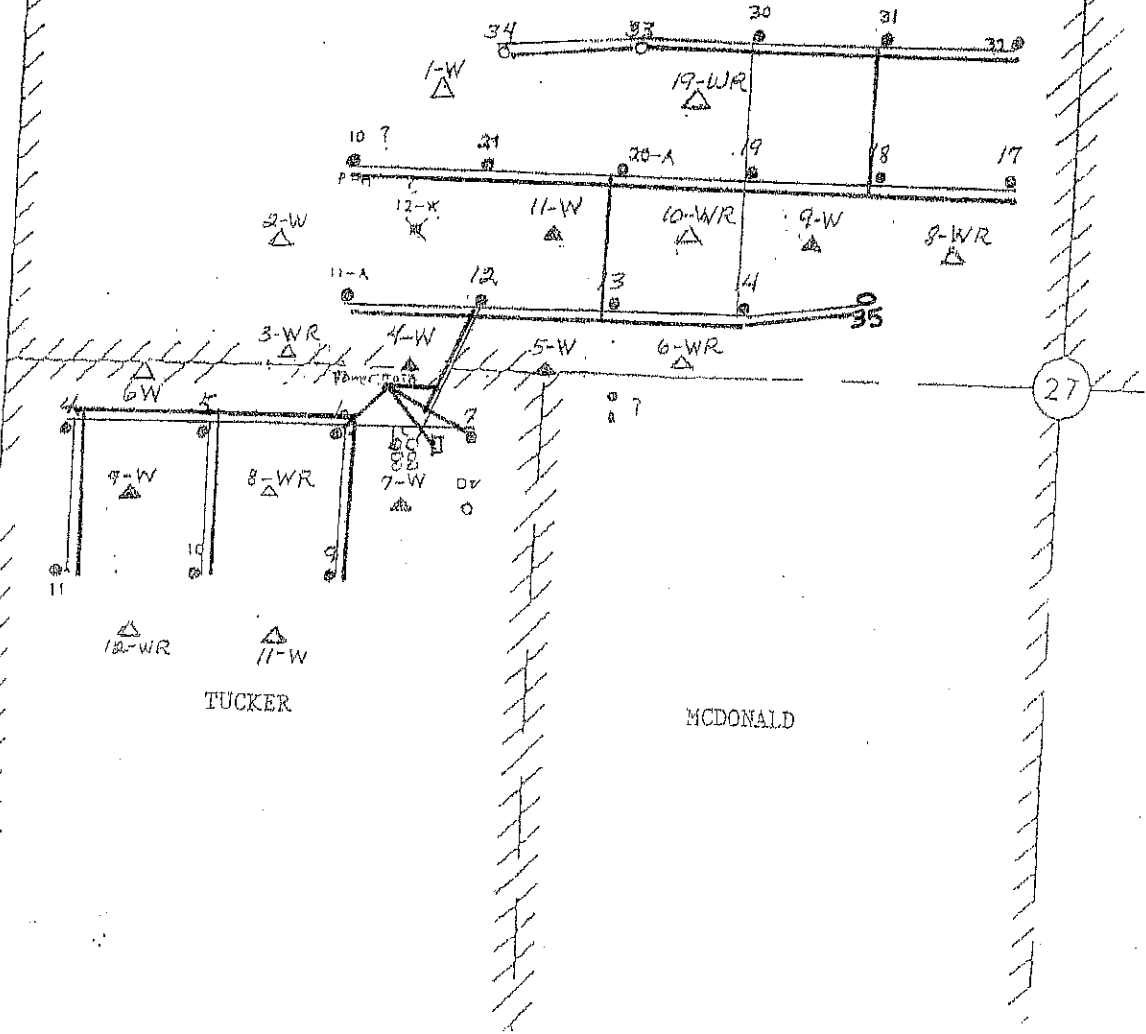 34 33 30 31 32
1-W 19-WR
10 ? 21 20-A 19 18 17
2-W 12-X 11-W 10-WR 9-W 8-WR
11-A 12 13 14 35
3-WR 4-W 5-W 6-WR
27
6W
4 5 7 ?
7-W 8-WR 7-W
11 10 9
12-WR 11-W
TUCKER MCDONALD